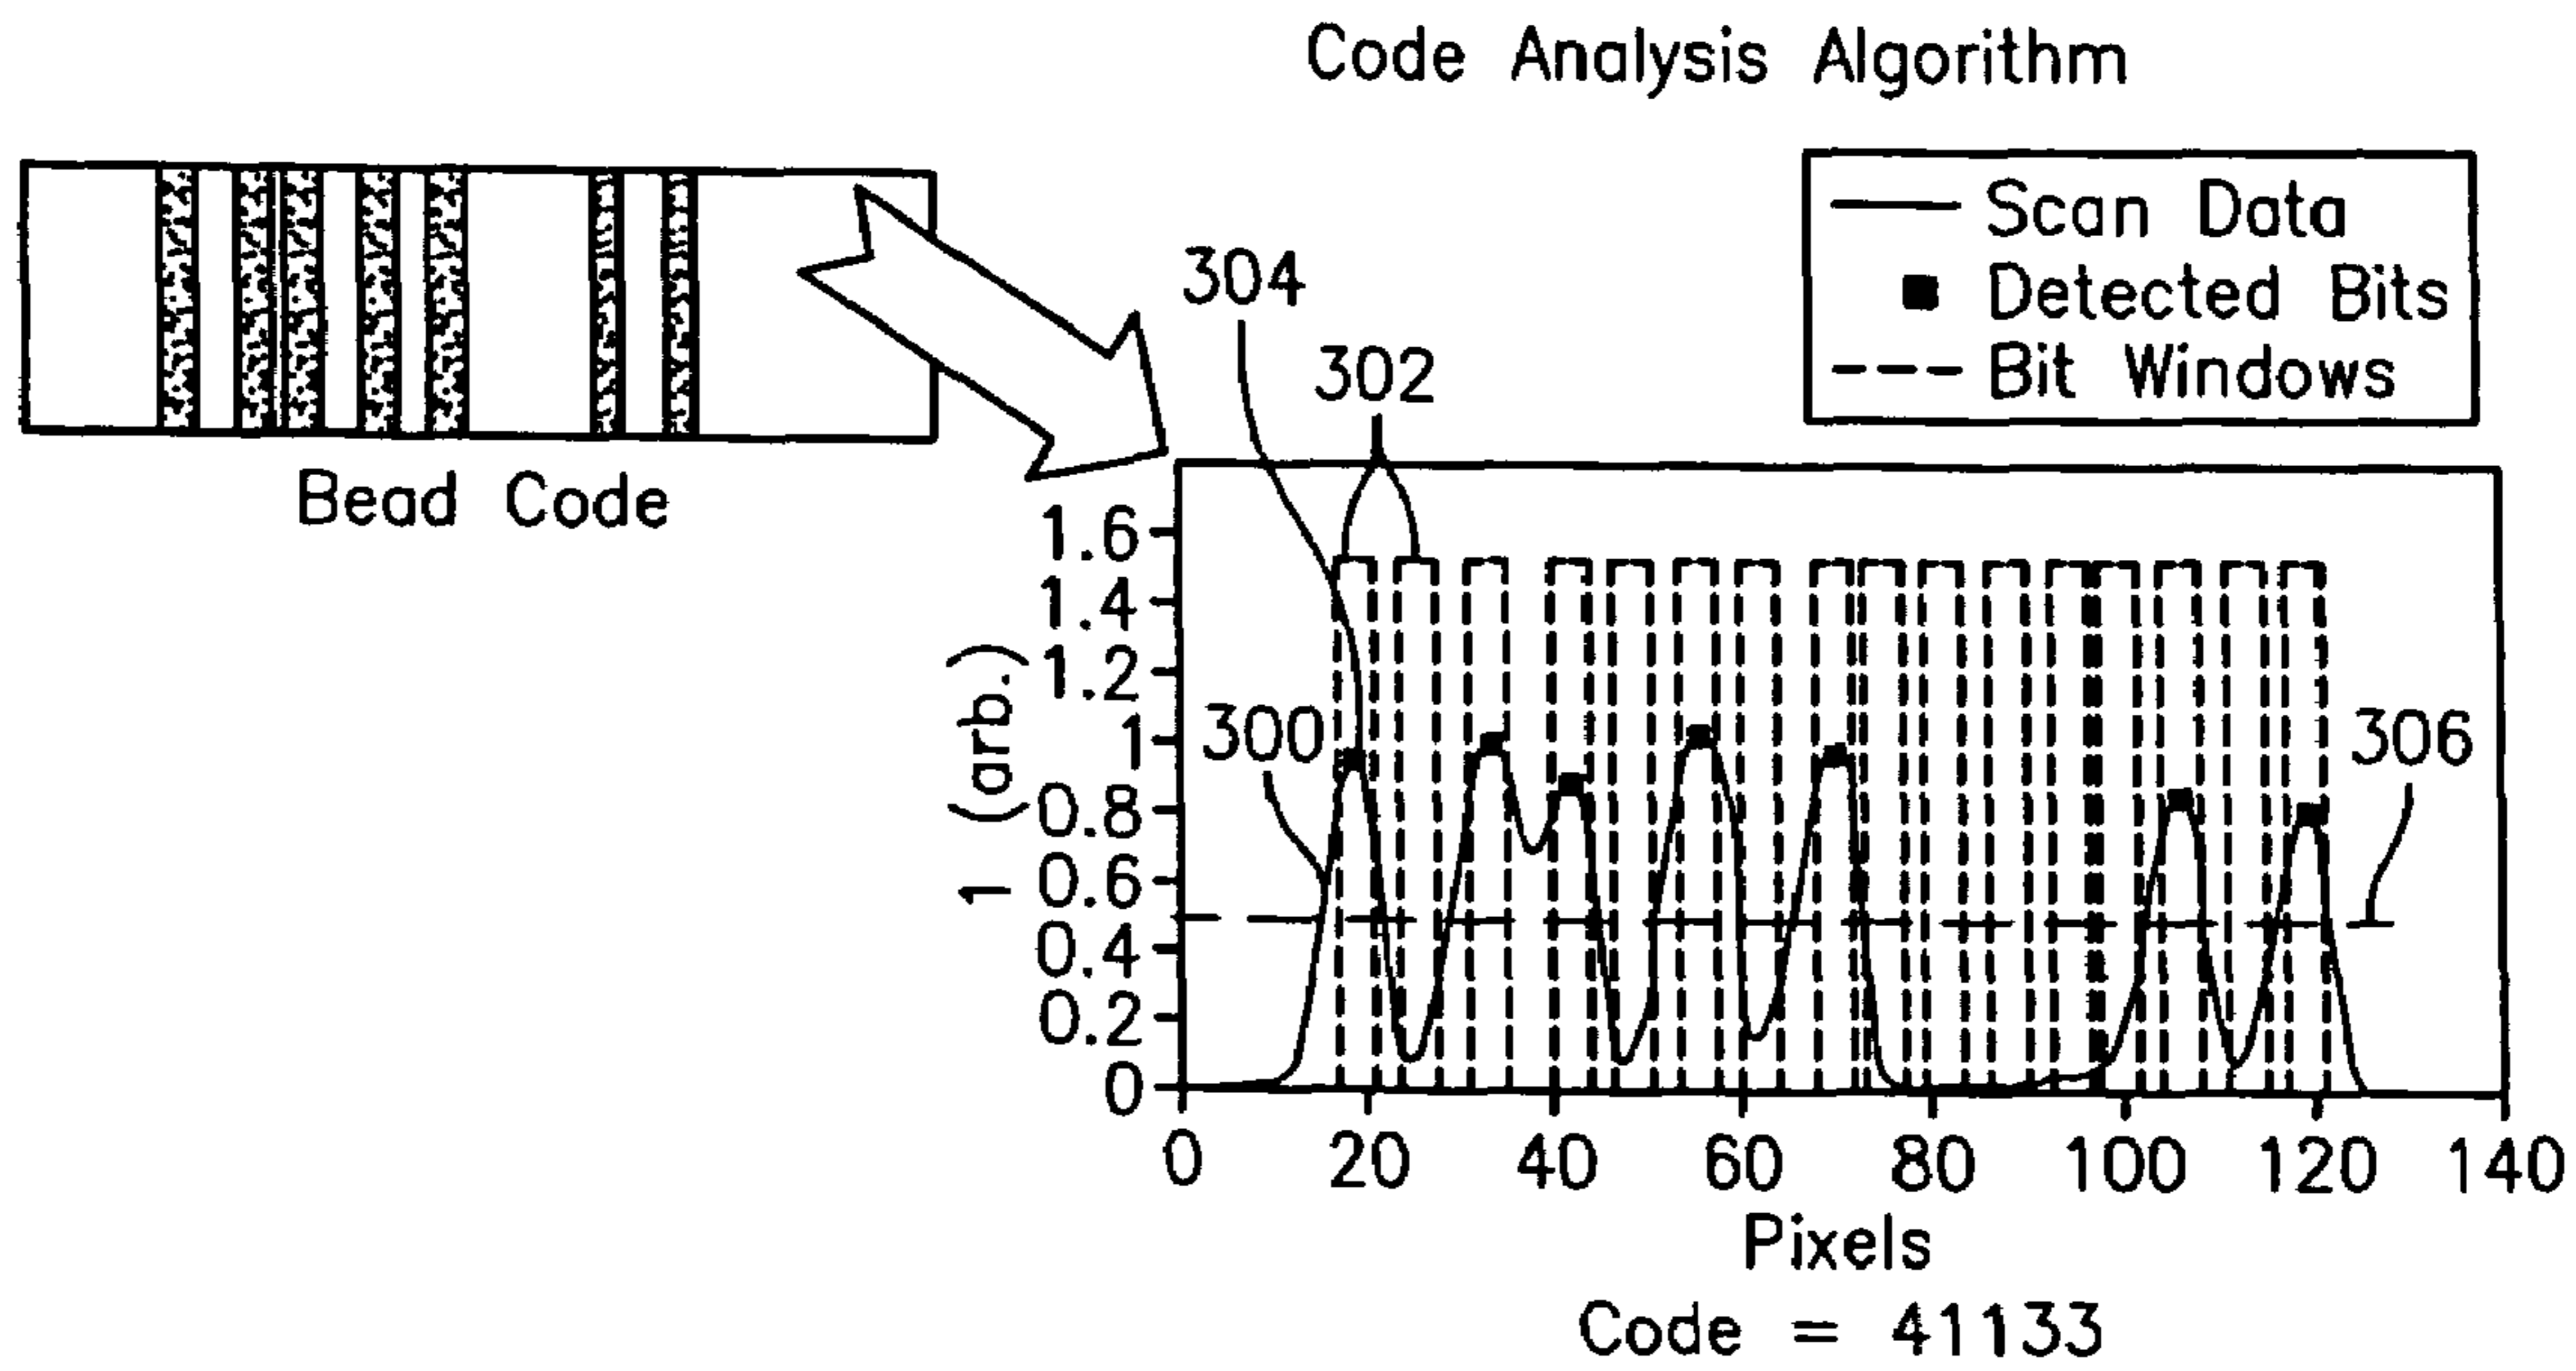 Code Analysis Algorithm
Scan Data
Detected Bits
Bit Windows
Bead Code
304
302
300
306
1 (arb.)
1.6
1.4
1.2
1
0.8
0.6
0.4
0.2
0
0 20 40 60 80 100 120 140
Pixels
Code = 41133